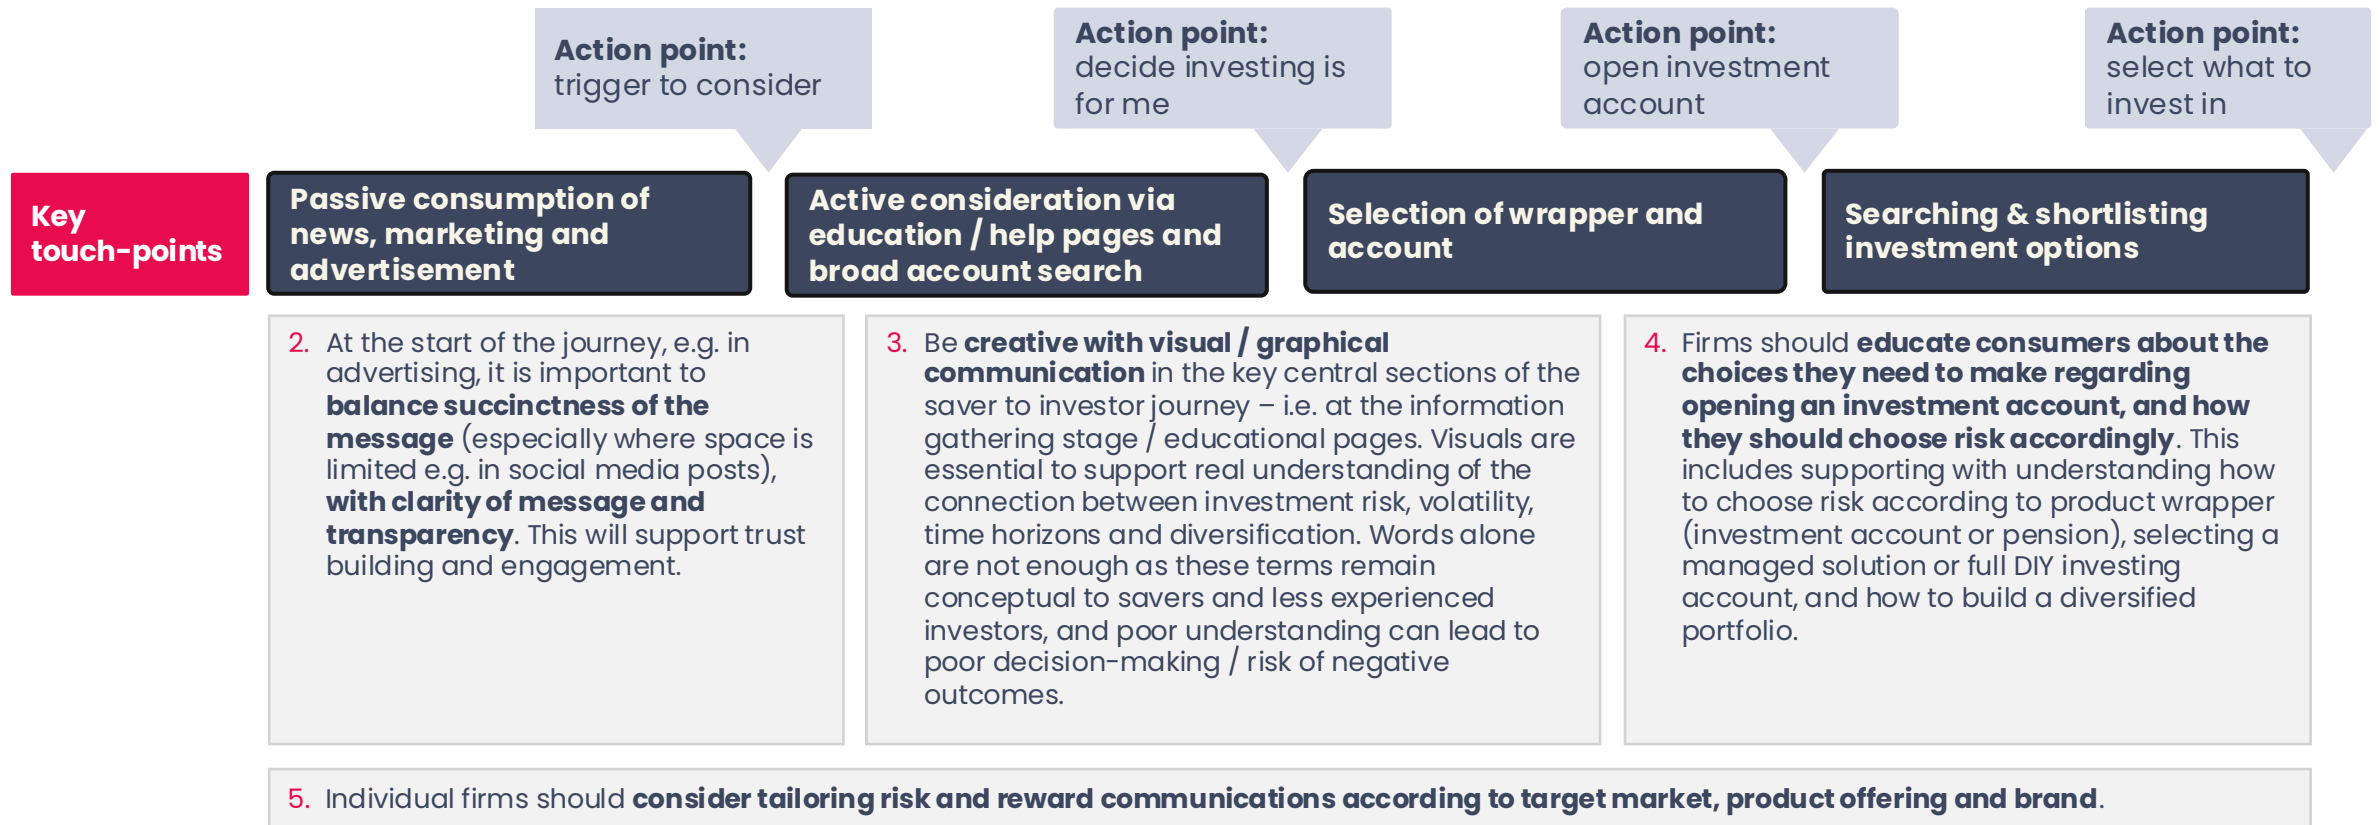 Action point:
trigger to consider
Action point:
decide investing is
for me
Action point:
open investment
account
Action point:
select what to
invest in
Key
touch-points
Passive consumption of
news, marketing and
advertisement
Active consideration via
education / help pages and
broad account search
Selection of wrapper and
account
Searching & shortlisting
investment options
2. At the start of the journey, e.g. in
advertising, it is important to
balance succinctness of the
message (especially where space is
limited e.g. in social media posts),
with clarity of message and
transparency. This will support trust
building and engagement.
3. Be creative with visual / graphical
communication in the key central sections of the
saver to investor journey – i.e. at the information
gathering stage / educational pages. Visuals are
essential to support real understanding of the
connection between investment risk, volatility,
time horizons and diversification. Words alone
are not enough as these terms remain
conceptual to savers and less experienced
investors, and poor understanding can lead to
poor decision-making / risk of negative
outcomes.
4. Firms should educate consumers about the
choices they need to make regarding
opening an investment account, and how
they should choose risk accordingly. This
includes supporting with understanding how
to choose risk according to product wrapper
(investment account or pension), selecting a
managed solution or full DIY investing
account, and how to build a diversified
portfolio.
5. Individual firms should consider tailoring risk and reward communications according to target market, product offering and brand.